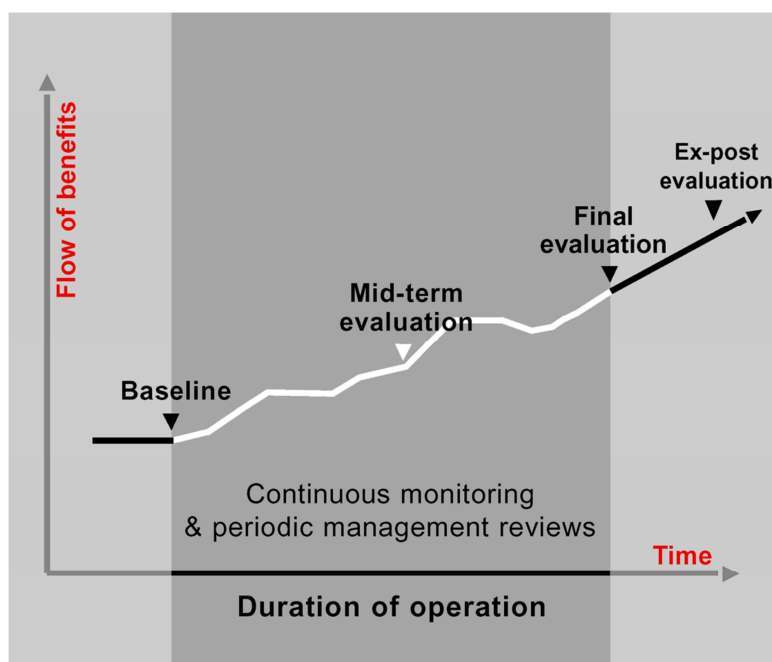 Flow of benefits
Ex-post
evaluation
Final
evaluation
Mid-term
evaluation
Baseline
Continuous monitoring
& periodic management reviews
Time
Duration of operation